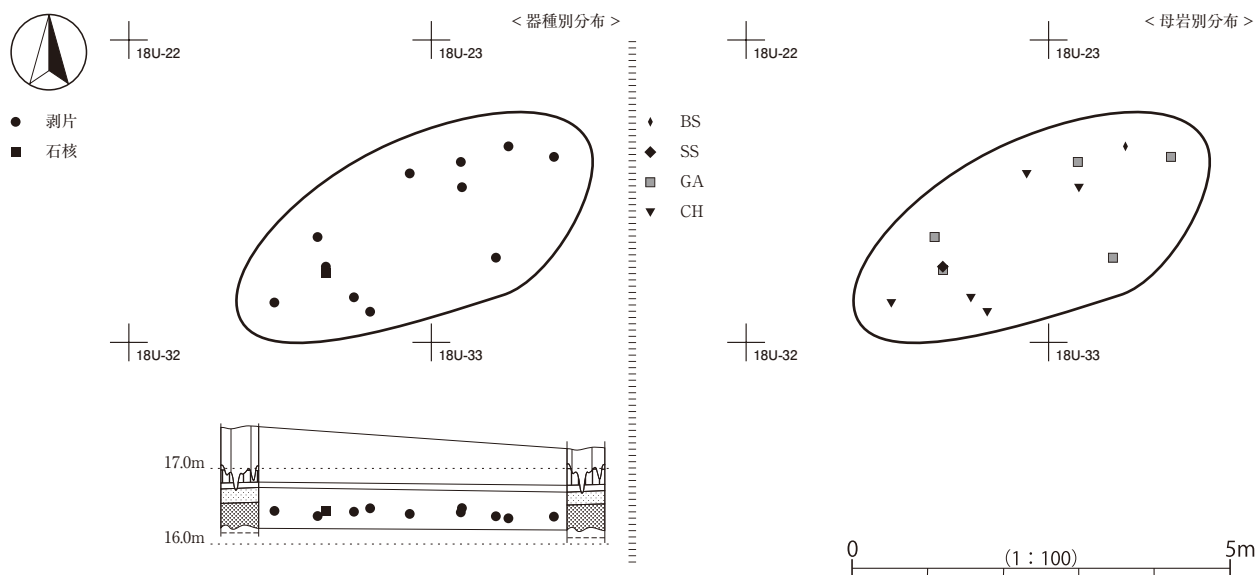 < 器種別分布 >
18U-22
18U-23
剥片
石核
18U-32
18U-33
17.0m
16.0m
< 母岩別分布 >
18U-22
18U-23
BS
SS
GA
CH
18U-32
18U-33
0
(1：100)
5m